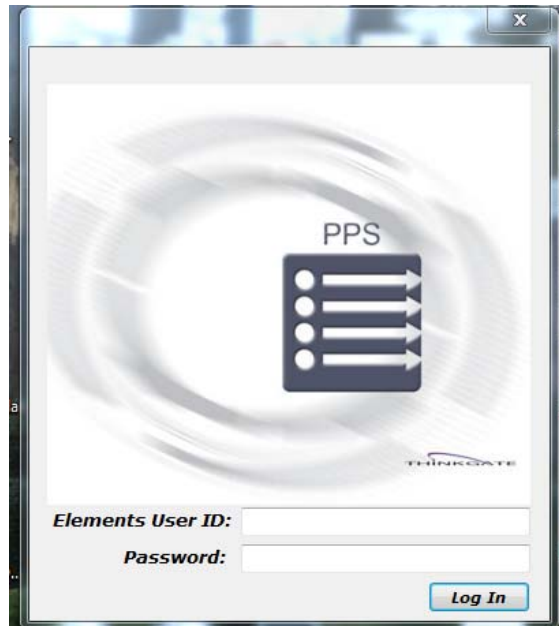 X
PPS
THINKGATE
Elements User ID:
Password:
Log In